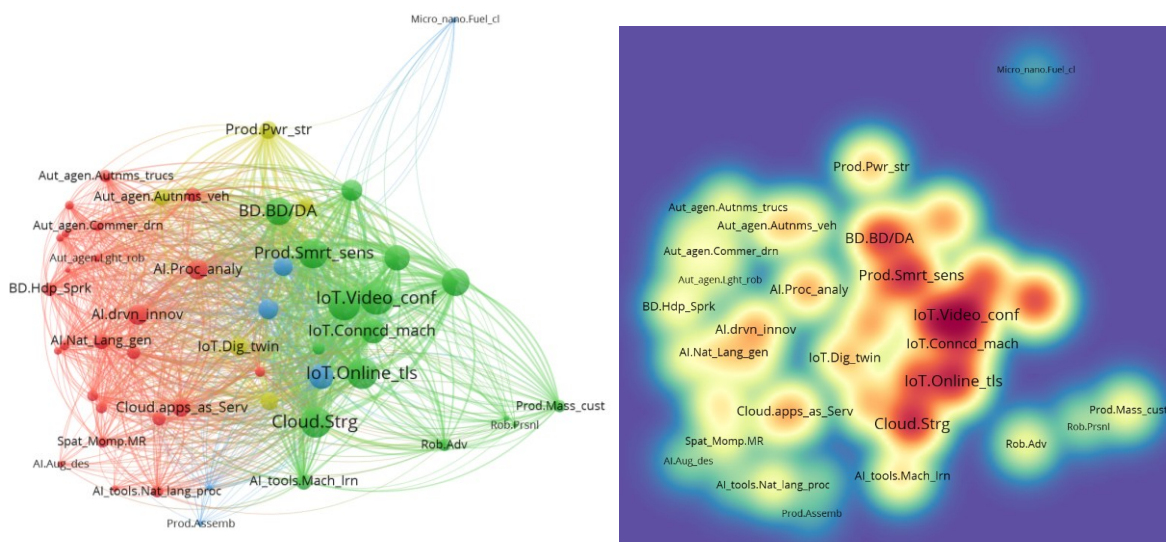 Micro_nano.Fuel_cl
Prod.Pwr_str
Aut_agen.Autnms_trucs
Aut_agen.Autnms_veh
BD.BD/DA
Aut_agen.Commer_drn
Prod.Smrt_sens
Aut_agen.Lght_rob
AI.Proc_analy
BD.Hdp_Sprk
IoT.Video_conf
AI.drvn_innov
IoT.Conncd_mach
AI.Nat_Lang_gen
IoT.Dig_twin
IoT.Online_tls
Cloud.apps_as_Serv
Prod.Mass_cust
Cloud.Strg
Rob.Prsnl
Spat_Momp.MR
Rob.Adv
AI.Aug_des
AI_tools.Mach_lrn
AI_tools.Nat_lang_proc
Prod.Assemb
Micro_nano.Fuel_cl
Prod.Pwr_str
Aut_agen.Autnms_trucs
Aut_agen.Autnms_veh
BD.BD/DA
Aut_agen.Commer_drn
Prod.Smrt_sens
Aut_agen.Lght_rob
AI.Proc_analy
BD.Hdp_Sprk
IoT.Video_conf
AI.drvn_innov
IoT.Conncd_mach
AI.Nat_Lang_gen
IoT.Dig_twin
IoT.Online_tls
Cloud.apps_as_Serv
Prod.Mass_cust
Cloud.Strg
Rob.Prsnl
Spat_Momp.MR
Rob.Adv
AI.Aug_des
AI_tools.Mach_lrn
AI_tools.Nat_lang_proc
Prod.Assemb